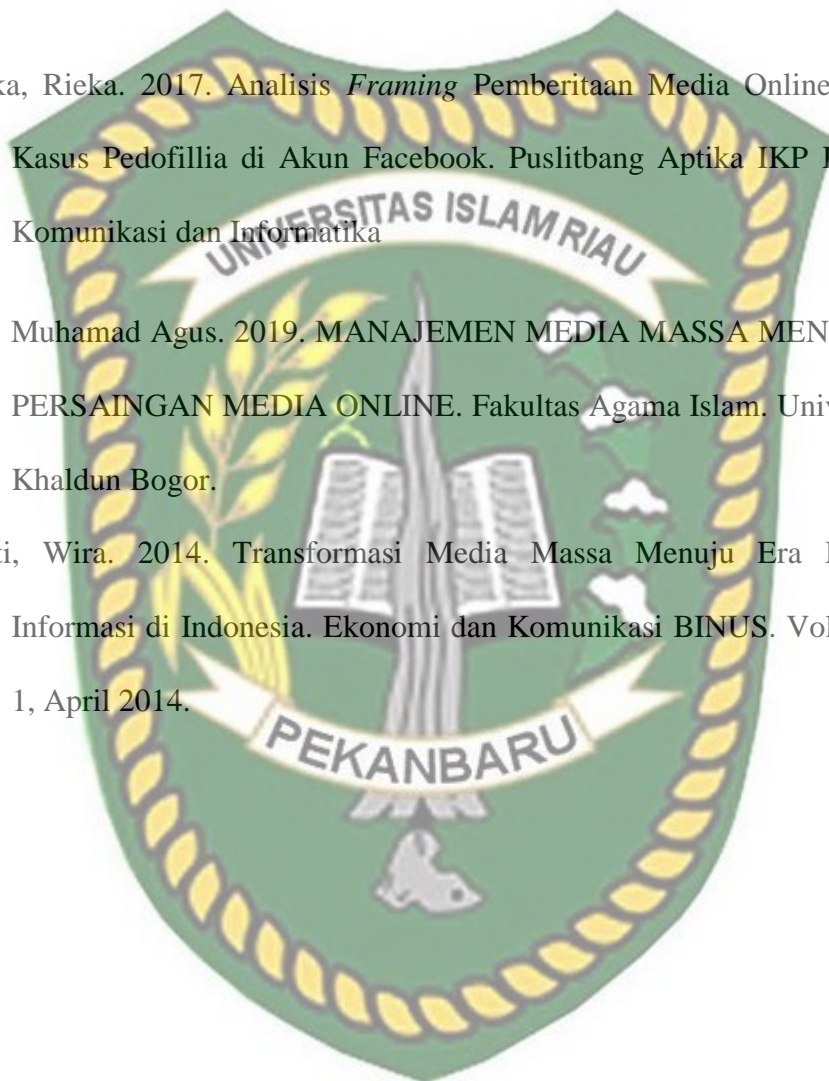 ka, Rieka. 2017. Analisis Framing Pemberitaan Media Online
Kasus Pedofillia di Akun Facebook. Puslitbang Aptika IKP
Komunikasi dan Informatika
UNIVERSITAS ISLAM RIAU
Muhamad Agus. 2019. MANAJEMEN MEDIA MASSA MEN
PERSAINGAN MEDIA ONLINE. Fakultas Agama Islam. Univ
Khaldun Bogor.
ti, Wira. 2014. Transformasi Media Massa Menuju Era
Informasi di Indonesia. Ekonomi dan Komunikasi BINUS. Vol
1, April 2014.
PEKANBARU